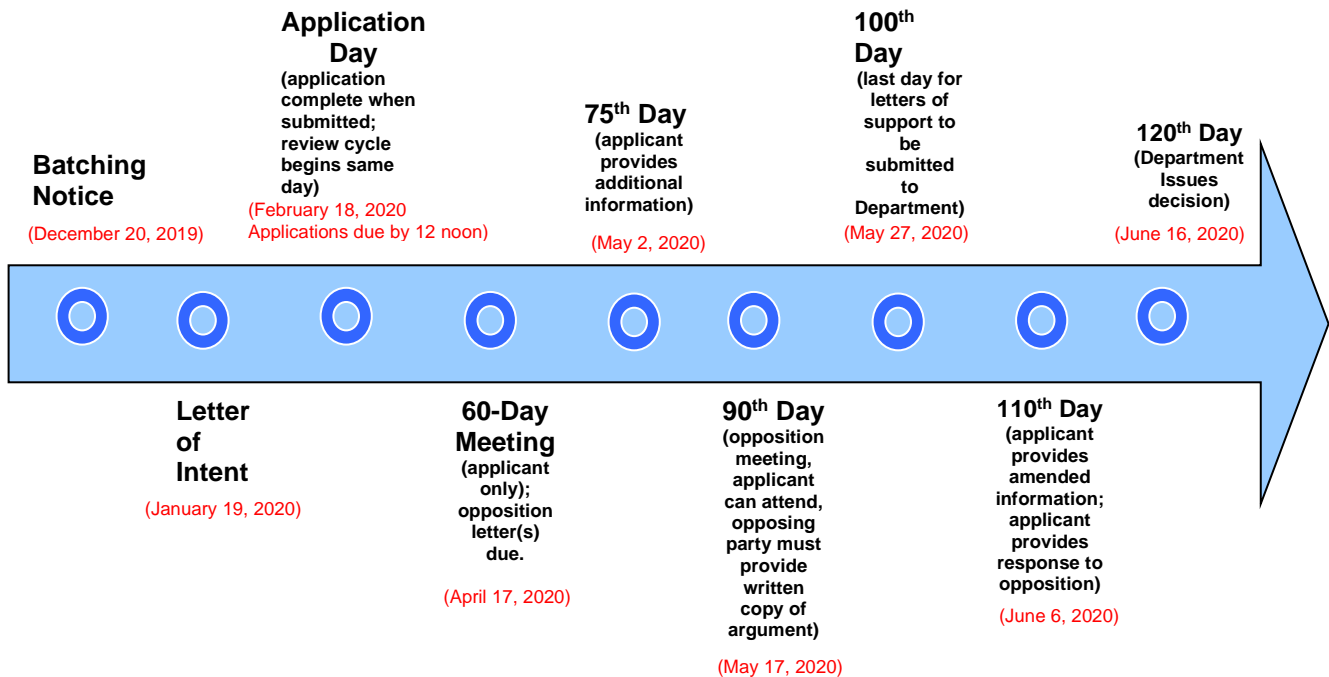 Batching
Notice
(December 20, 2019)
Letter
of
Intent
(January 19, 2020)
Application
Day
(application
complete when
submitted;
review cycle
begins same
day)
(February 18, 2020
Applications due by 12 noon)
60-Day
Meeting
(applicant
only);
opposition
letter(s)
due.
(April 17, 2020)
75th Day
(applicant
provides
additional
information)
(May 2, 2020)
90th Day
(opposition
meeting,
applicant
can attend,
opposing
party must
provide
written
copy of
argument)
(May 17, 2020)
100th
Day
(last day for
letters of
support to
be
submitted
to
Department)
(May 27, 2020)
110th Day
(applicant
provides
amended
information;
applicant
provides
response to
opposition)
(June 6, 2020)
120th Day
(Department
Issues
decision)
(June 16, 2020)